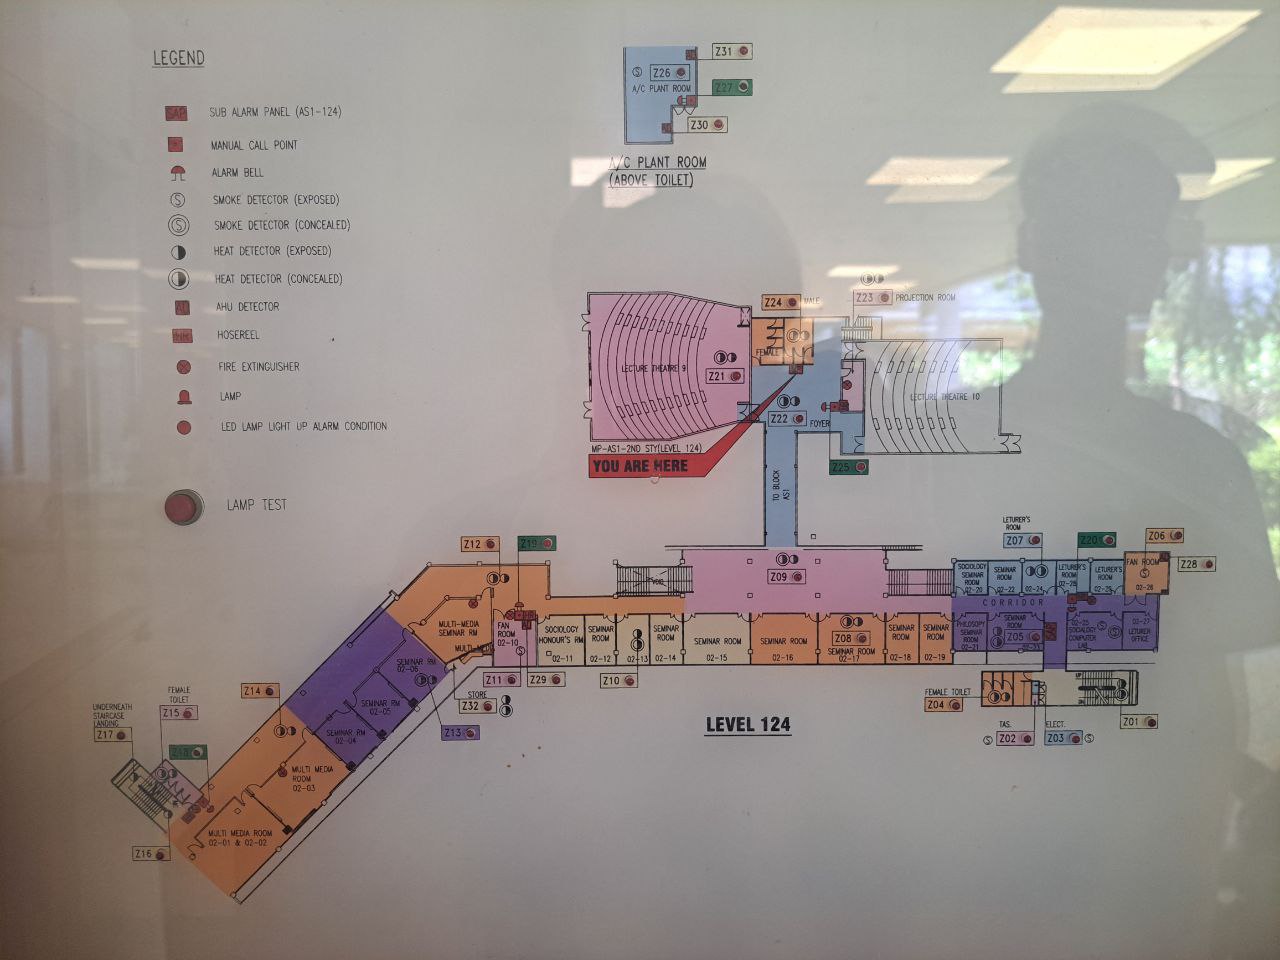 LEGEND
SAP SUB ALARM PANEL (AS1-124)
MANUAL CALL POINT
ALARM BELL
S SMOKE DETECTOR (EXPOSED)
S SMOKE DETECTOR (CONCEALED)
HEAT DETECTOR (EXPOSED)
HEAT DETECTOR (CONCEALED)
AHU DETECTOR
HOSEREEL
FIRE EXTINGUISHER
LAMP
LED LAMP LIGHT UP ALARM CONDITION
LAMP TEST
Z31
S Z26
A/C PLANT ROOM
Z27
Z30
A/C PLANT ROOM
(ABOVE TOILET)
Z24 MALE
Z23 PROJECTION ROOM
FEMALE
LECTURE THEATRE 9
Z21
LECTURE THEATRE 10
Z22 FOYER
MP-AS1-2ND STY(LEVEL 124)
YOU ARE HERE
Z25
TO BLOCK
AS1
LETURER'S
ROOM
Z12
Z19
Z07
Z20
Z06
Z28
VOID
Z09
SOCIOLOGY
SEMINAR
ROOM
02-20
SEMINAR
ROOM
02-22
02-24
LETURER'S
ROOM
LETURER'S
ROOM
FAN ROOM
S
02-28
CORRIDOR
MULTI-MEDIA
SEMINAR RM
FAN
ROOM
02-10
SOCIOLOGY
HONOUR'S RM
02-11
SEMINAR
ROOM
02-12
02-13
SEMINAR
ROOM
02-14
SEMINAR ROOM
02-15
SEMINAR ROOM
02-16
Z08
SEMINAR ROOM
02-17
SEMINAR
ROOM
02-18
SEMINAR
ROOM
02-19
PHILOSPHY
SEMINAR
ROOM
02-21
SEMINAR
ROOM
Z05
02-25
SOCIALOGY
COMPUTER
LAB
02-27
LETURER
OFFICE
Z11
Z29
Z10
SEMINAR RM
02-06
SEMINAR RM
02-05
SEMINAR RM
02-04
STORE
Z32
Z13
Z14
FEMALE
TOILET
Z15
UNDERNEATH
STAIRCASE
LANDING
Z17
Z18
MULTI MEDIA
ROOM
02-03
MULTI MEDIA ROOM
02-01 & 02-02
Z16
LEVEL 124
FEMALE TOILET
Z04
UP
DN
Z01
TAS.
S Z02
ELECT.
Z03 S